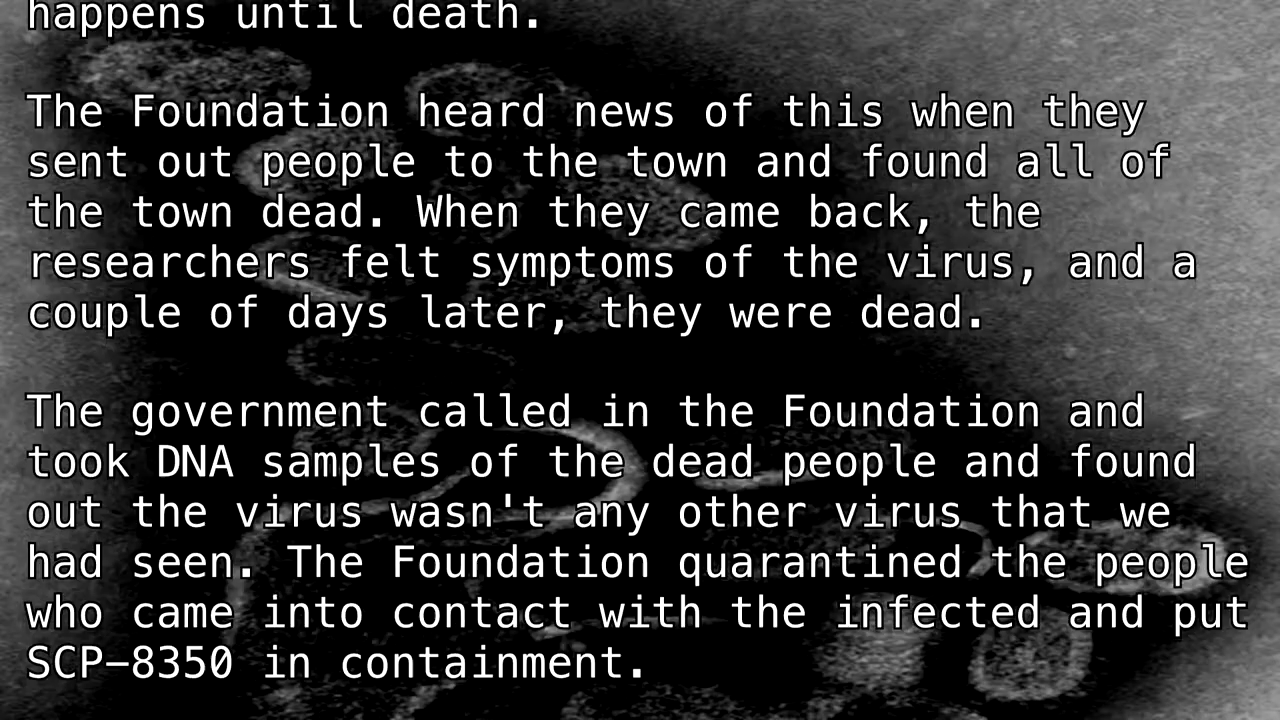 happens until death.
The Foundation heard news of this when they
sent out people to the town and found all of
the town dead. When they came back, the
researchers felt symptoms of the virus, and a
couple of days later, they were dead.
The government called in the Foundation and
took DNA samples of the dead people and found
out the virus wasn't any other virus that we
had seen. The Foundation quarantined the people
who came into contact with the infected and put
SCP-8350 in containment.